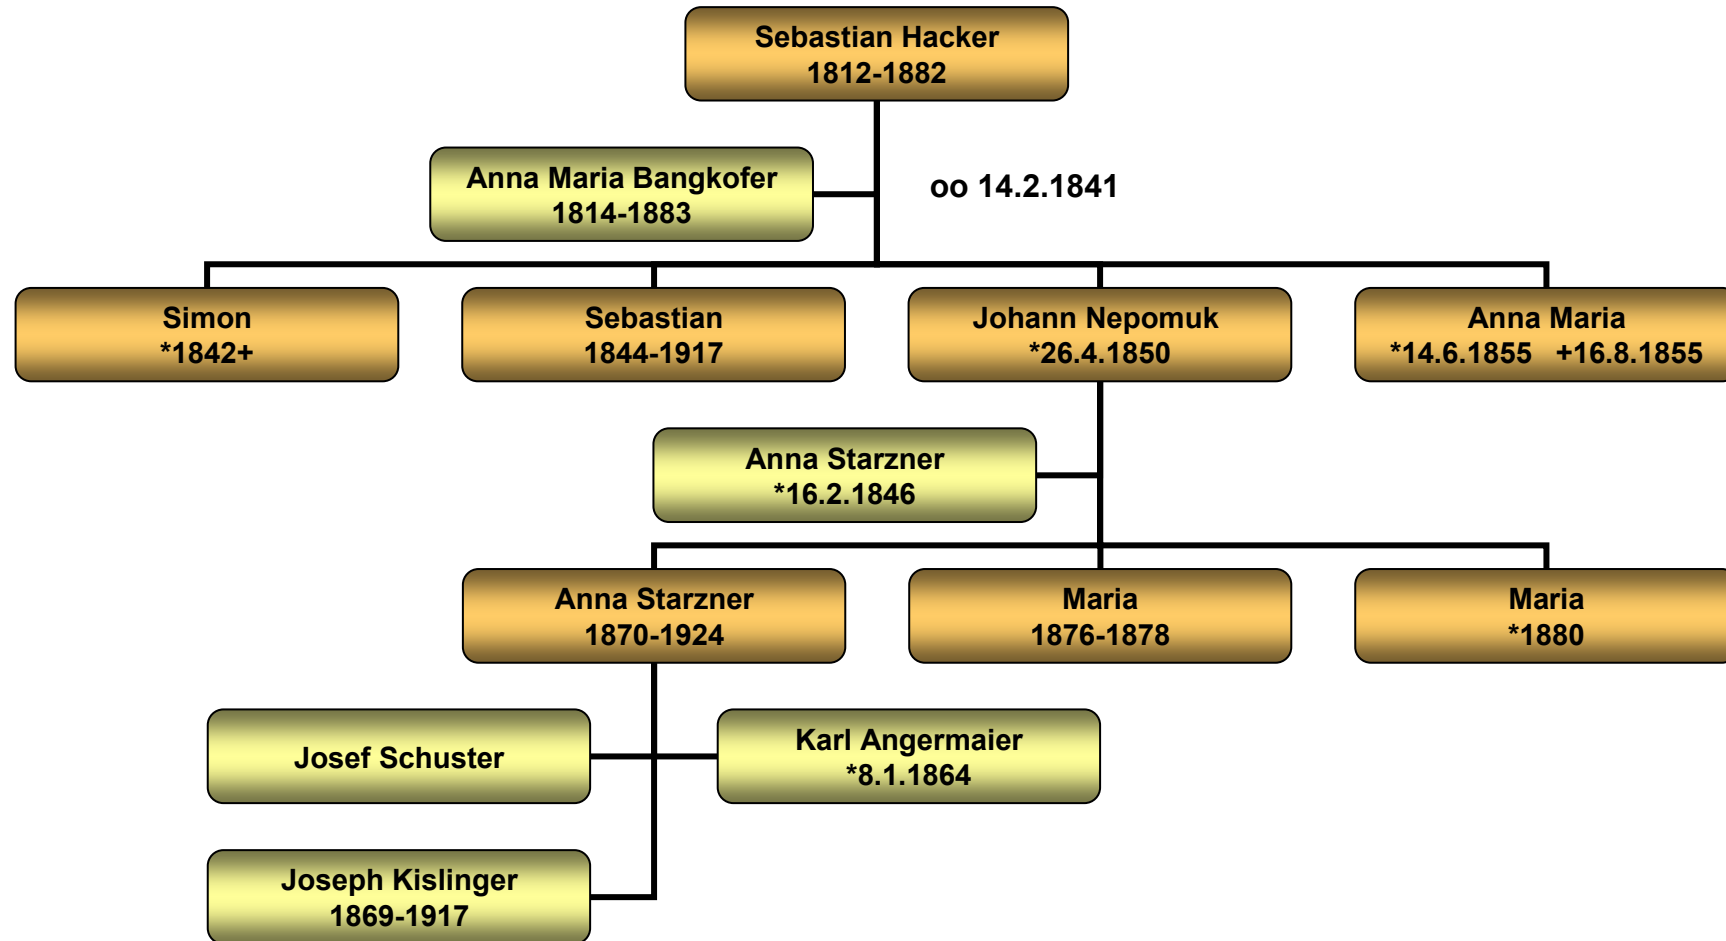 Sebastian Hacker
1812-1882
Anna Maria Bangkofer
1814-1883
oo 14.2.1841
Simon
*1842+
Sebastian
1844-1917
Johann Nepomuk
*26.4.1850
Anna Maria
*14.6.1855 +16.8.1855
Anna Starzner
*16.2.1846
Anna Starzner
1870-1924
Maria
1876-1878
Maria
*1880
Josef Schuster
Karl Angermaier
*8.1.1864
Joseph Kislinger
1869-1917